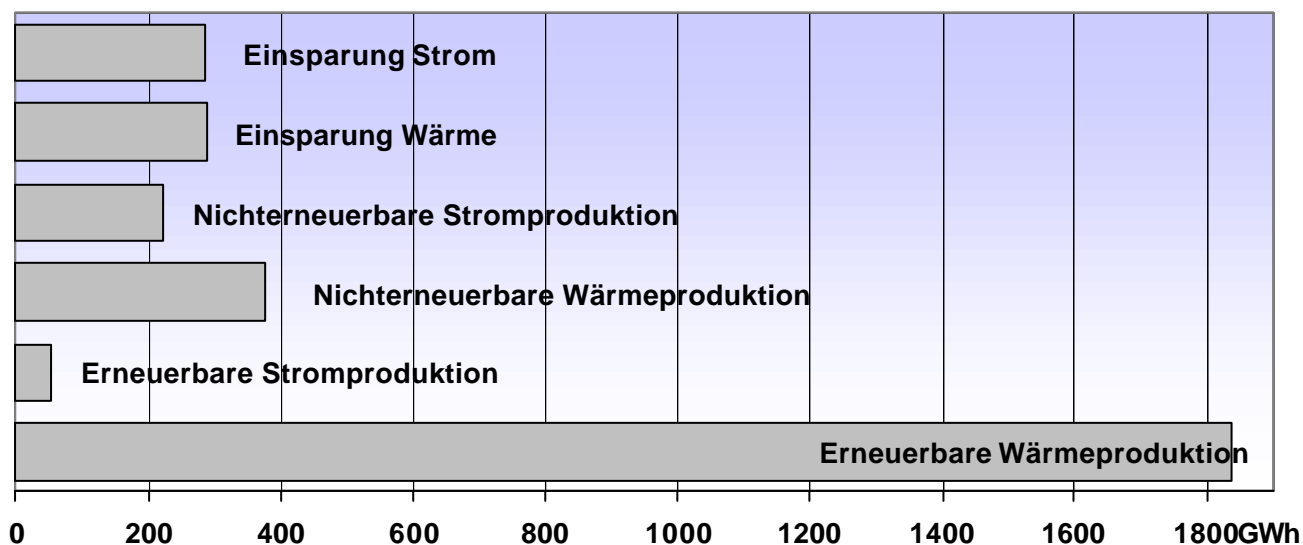 Einsparung Strom
Einsparung Wärme
Nichterneuerbare Stromproduktion
Nichterneuerbare Wärmeproduktion
Erneuerbare Stromproduktion
Erneuerbare Wärmeproduktion
0 200 400 600 800 1000 1200 1400 1600 1800GWh